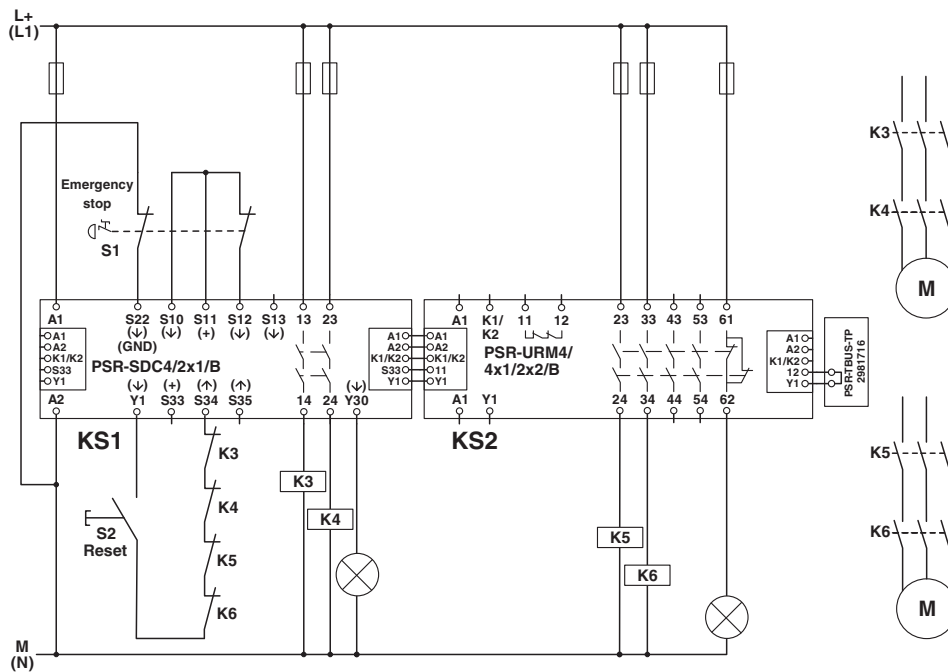 L+
(L1)
Emergency
stop
S1
A1 S22 S10 S11 S12 S13 13 23
(↓) (↓) (+) (↓) (↓)
(GND)
A1
A2
K1/K2
S33
Y1
PSR-SDC4/2x1/B
(↓) (+) (↑) (↑) (↓)
A2 Y1 S33 S34 S35 14 24 Y30
KS1
A1 A1
A2 A2
K1/K2 K1/K2
S33 11
Y1 Y1
A1 K1/ 11 12 23 33 43 53 61
K2
PSR-URM4/
4x1/2x2/B
A1 Y1 24 34 44 54 62
KS2
A1
A2
K1/K2
12
Y1
PSR-TBUS-TP
2981716
K3
K4
K5
K6
S2
Reset
K3
K4
K5
K6
K3
K4
M
K5
K6
M
M
(N)